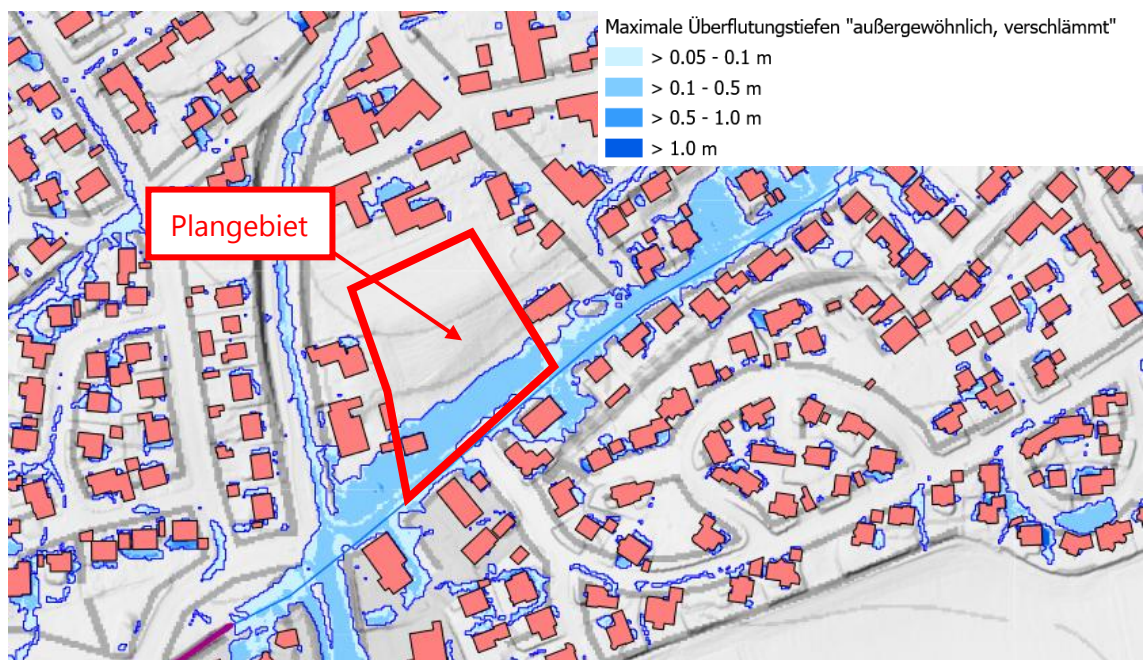 Maximale Überflutungstiefen "außergewöhnlich, verschlämmt"
> 0.05 - 0.1 m
> 0.1 - 0.5 m
> 0.5 - 1.0 m
> 1.0 m
Plangebiet